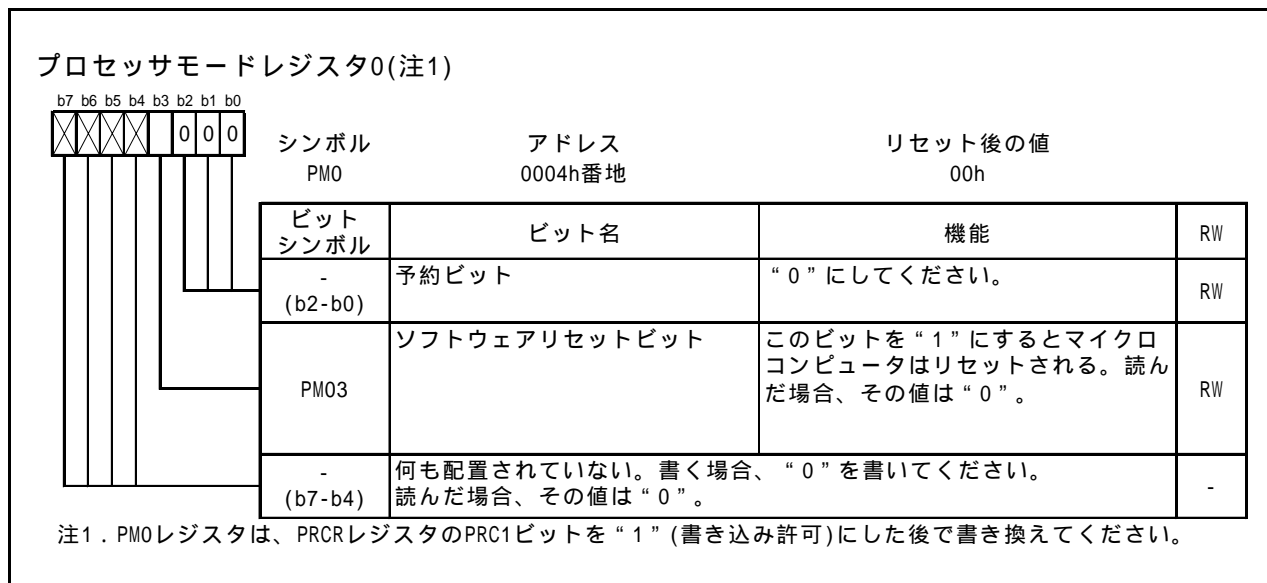 プロセッサモードレジスタ0(注1)
b7 b6 b5 b4 b3 b2 b1 b0
0 0 0
シンボル アドレス リセット後の値
PM0 0004h番地 00h
ビット
シンボル ビット名 機能 RW
-
(b2-b0) 予約ビット “0”にしてください。 RW
PM03 ソフトウェアリセットビット このビットを“1”にするとマイクロ
コンピュータはリセットされる。読ん
だ場合、その値は“0”。 RW
-
(b7-b4) 何も配置されていない。書く場合、“0”を書いてください。
読んだ場合、その値は“0”。 -
注1．PM0レジスタは、PRCRレジスタのPRC1ビットを“1”(書き込み許可)にした後で書き換えてください。